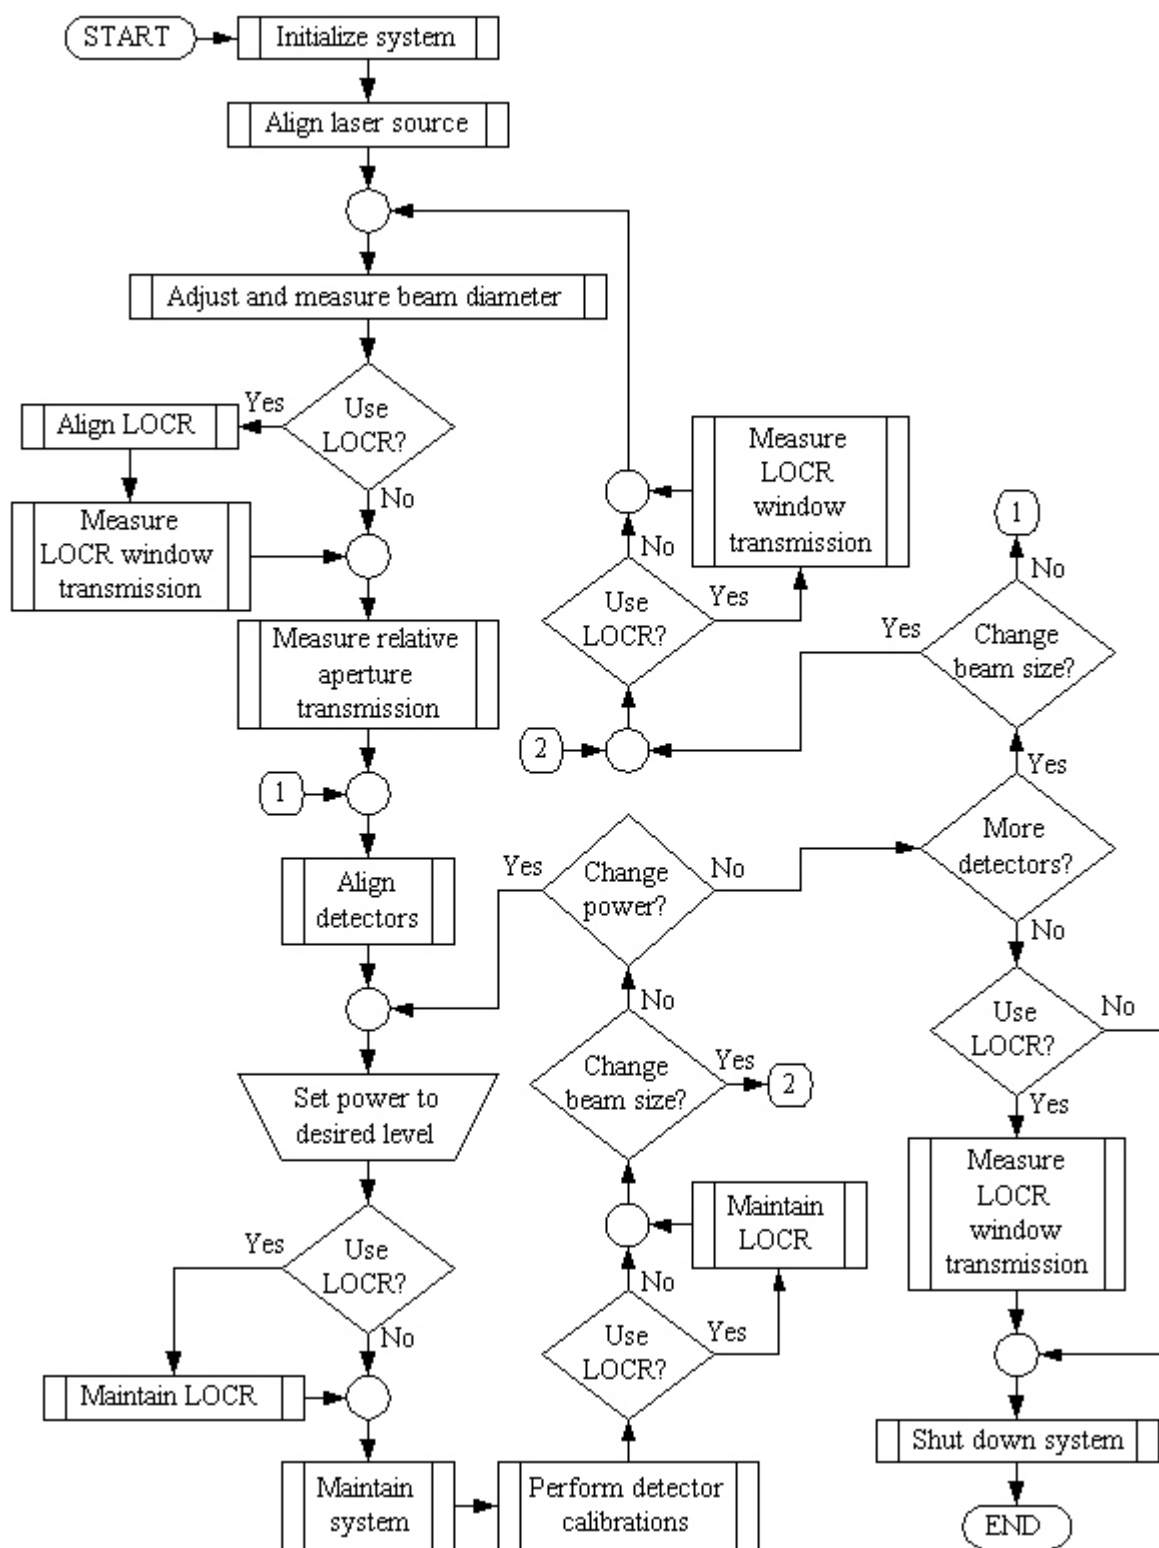 START
Initialize system
Align laser source
Adjust and measure beam diameter
Use
LOCR?
Yes
No
Align LOCR
Measure
LOCR window
transmission
Measure relative
aperture
transmission
1
Align
detectors
Set power to
desired level
Use
LOCR?
Yes
No
Maintain LOCR
Maintain
system
Perform detector
calibrations
Use
LOCR?
Yes
No
Maintain
LOCR
Change
beam size?
Yes
2
No
Change
power?
Yes
No
2
Use
LOCR?
Yes
No
Measure
LOCR
window
transmission
More
detectors?
Yes
No
Change
beam size?
Yes
No
1
Use
LOCR?
No
Yes
Measure
LOCR
window
transmission
Shut down system
END